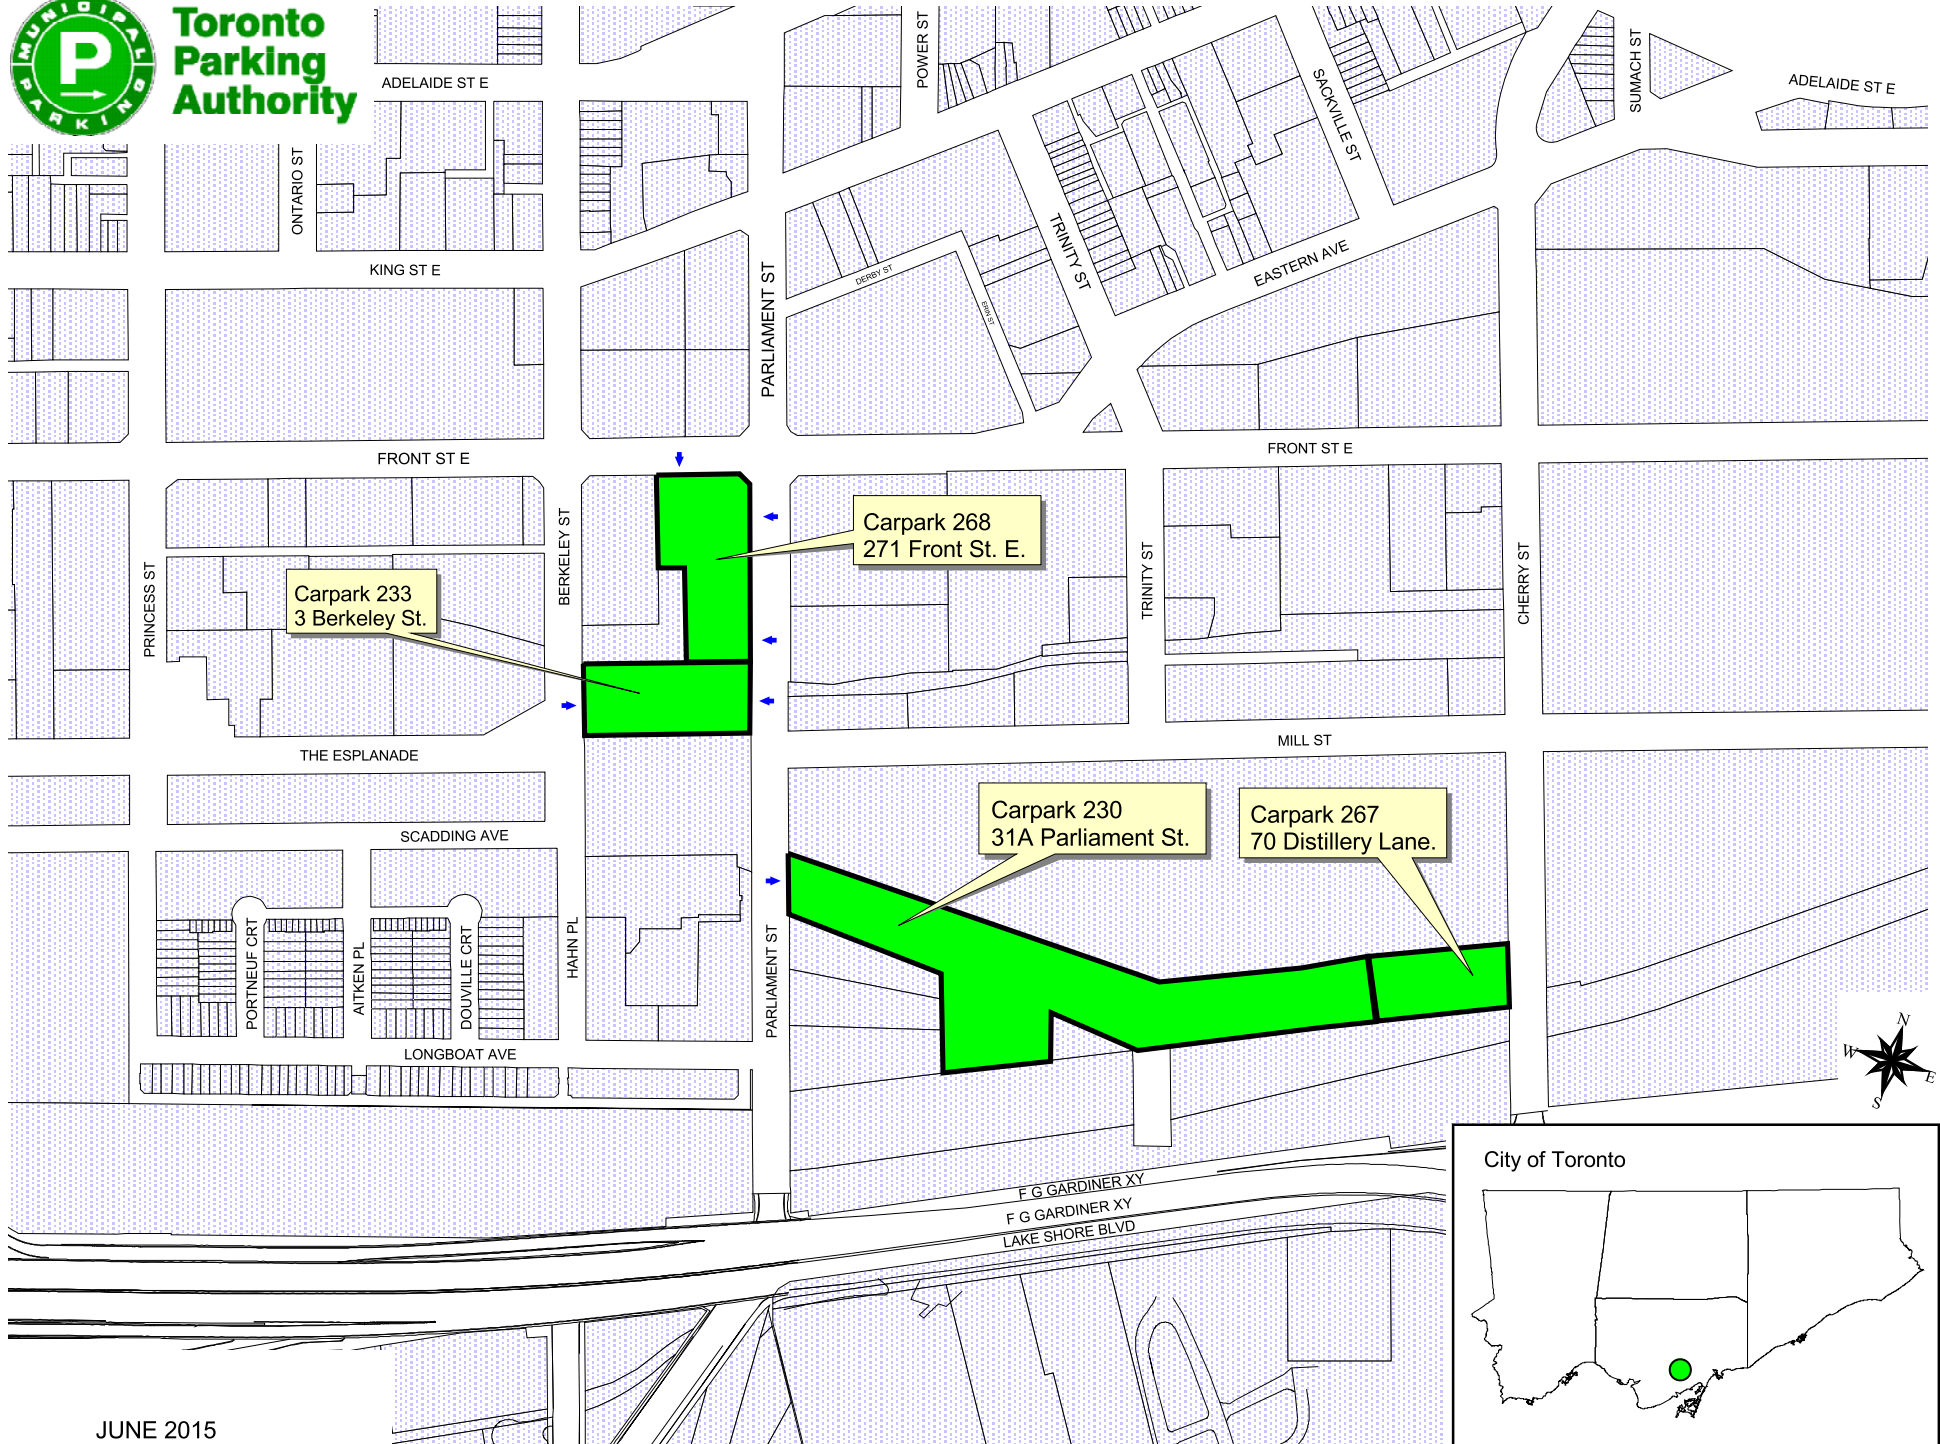 MUNICIPAL
P
PARKING
Toronto
Parking
Authority
ADELAIDE ST E
POWER ST
SACKVILLE ST
SUMACH ST
ADELAIDE ST E
ONTARIO ST
KING ST E
PARLIAMENT ST
DERBY ST
ERIN ST
TRINITY ST
EASTERN AVE
FRONT ST E
FRONT ST E
PRINCESS ST
BERKELEY ST
Carpark 268
271 Front St. E.
Carpark 233
3 Berkeley St.
TRINITY ST
CHERRY ST
THE ESPLANADE
MILL ST
SCADDING AVE
Carpark 230
31A Parliament St.
Carpark 267
70 Distillery Lane.
PORTNEUF CRT
AITKEN PL
DOUVILLE CRT
HAHN PL
PARLIAMENT ST
LONGBOAT AVE
N
W
E
S
F G GARDINER XY
F G GARDINER XY
LAKE SHORE BLVD
City of Toronto
JUNE 2015